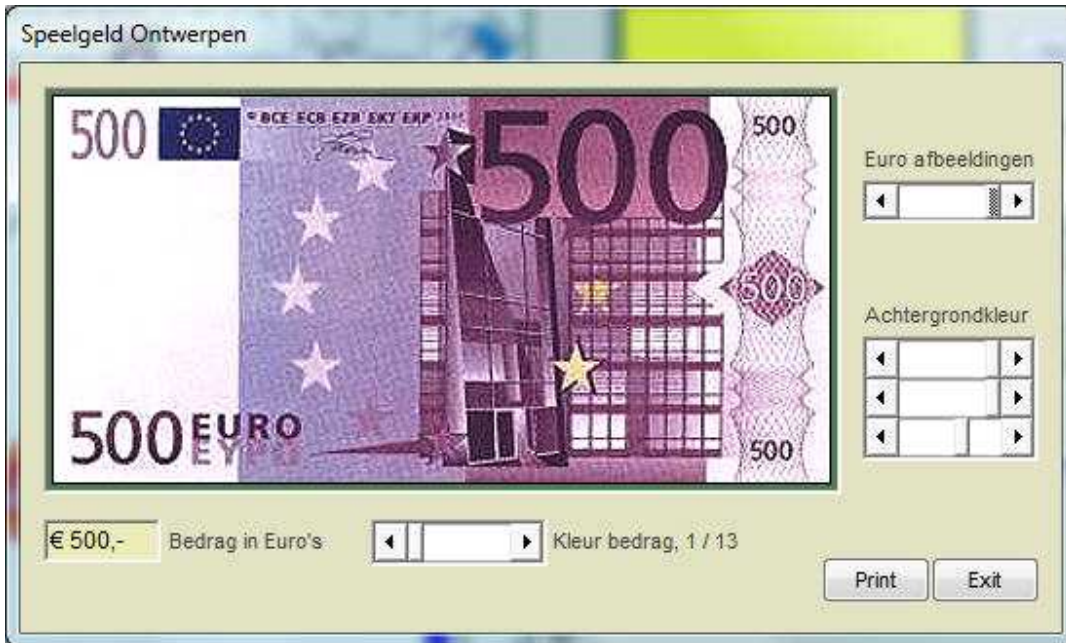 Speelgeld Ontwerpen
500
© BCE ECB EZB EKT EKP
500
500
Euro afbeeldingen
500
Achtergrondkleur
500 EURO
ΕΥΡΩ
500
€ 500,-
Bedrag in Euro's
Kleur bedrag, 1 / 13
Print
Exit